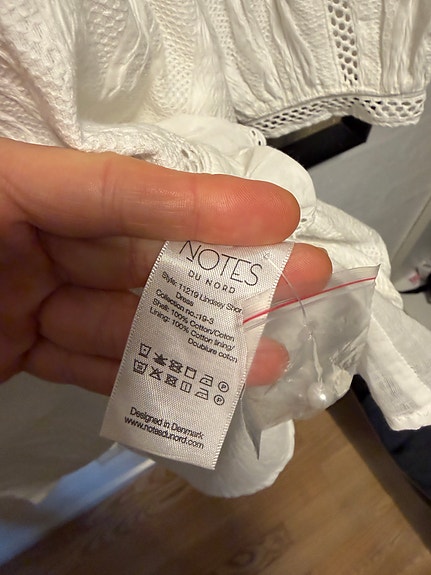 NOTES
DU NORD
Style: 11219 Lindsey Shor
Dress
Collection no.:19-3
Shell: 100% Cotton/Coton
Lining: 100% Cotton lining/
Doublure coton
P
P
Designed in Denmark
www.notesdunord.com